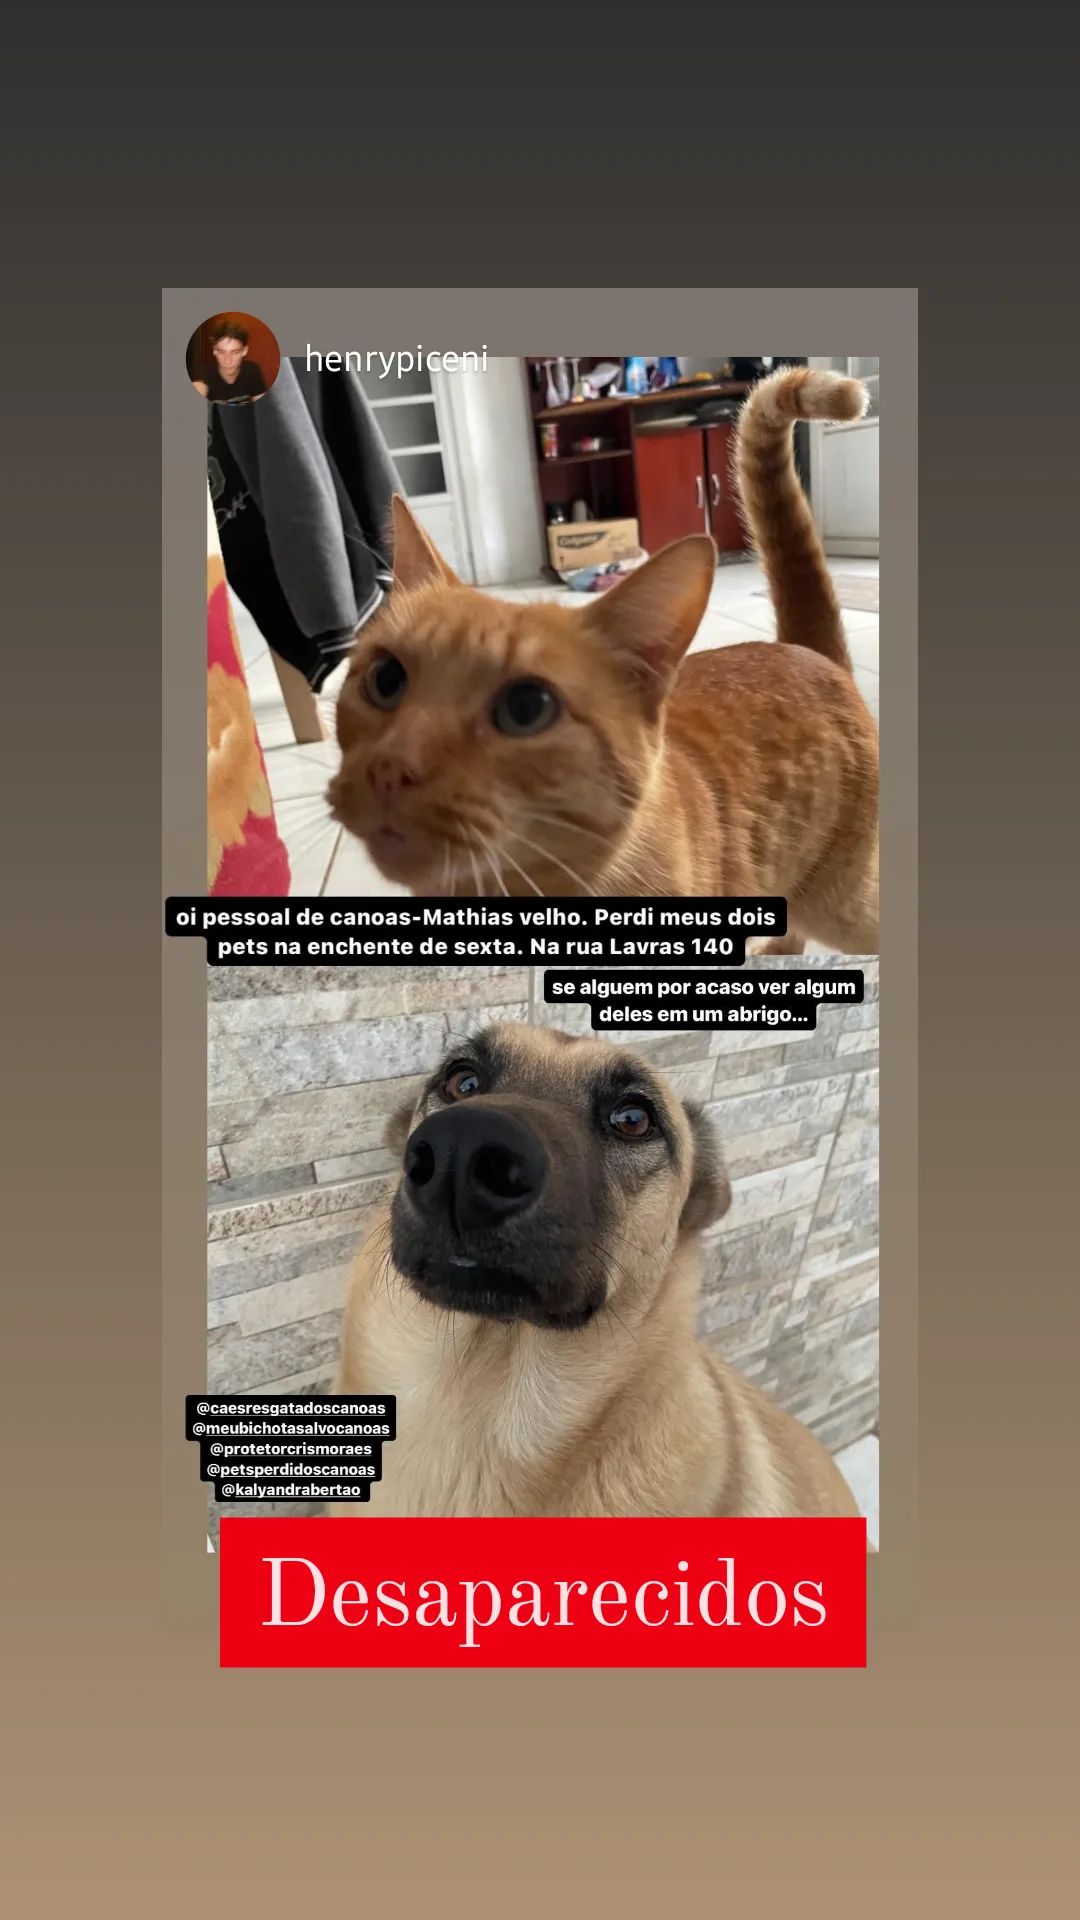 henrypiceni
Colgate
oi pessoal de canoas-Mathias velho. Perdi meus dois
pets na enchente de sexta. Na rua Lavras 140
se alguem por acaso ver algum
deles em um abrigo...
@caesresgatadoscanoas
@meubichotasalvocanoas
@protetorcrismoraes
@petsperdidoscanoas
@kalyandrabertao
Desaparecidos